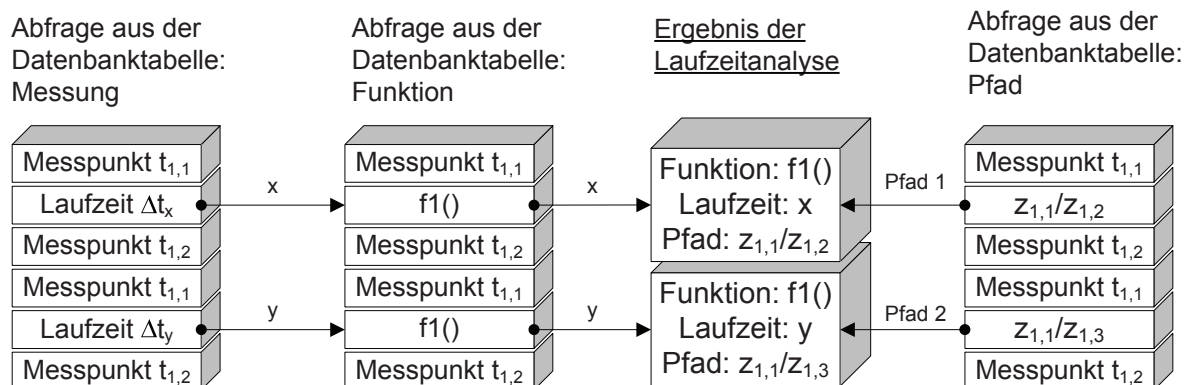 Abfrage aus der
Datenbanktabelle:
Messung
Abfrage aus der
Datenbanktabelle:
Funktion
Ergebnis der
Laufzeitanalyse
Abfrage aus der
Datenbanktabelle:
Pfad
Messpunkt t1,1
Laufzeit Δtx
Messpunkt t1,2
Messpunkt t1,1
Laufzeit Δty
Messpunkt t1,2
x
y
Messpunkt t1,1
f1()
Messpunkt t1,2
Messpunkt t1,1
f1()
Messpunkt t1,2
x
y
Funktion: f1()
Laufzeit: x
Pfad: z1,1/z1,2
Funktion: f1()
Laufzeit: y
Pfad: z1,1/z1,3
Pfad 1
Pfad 2
Messpunkt t1,1
z1,1/z1,2
Messpunkt t1,2
Messpunkt t1,1
z1,1/z1,3
Messpunkt t1,2